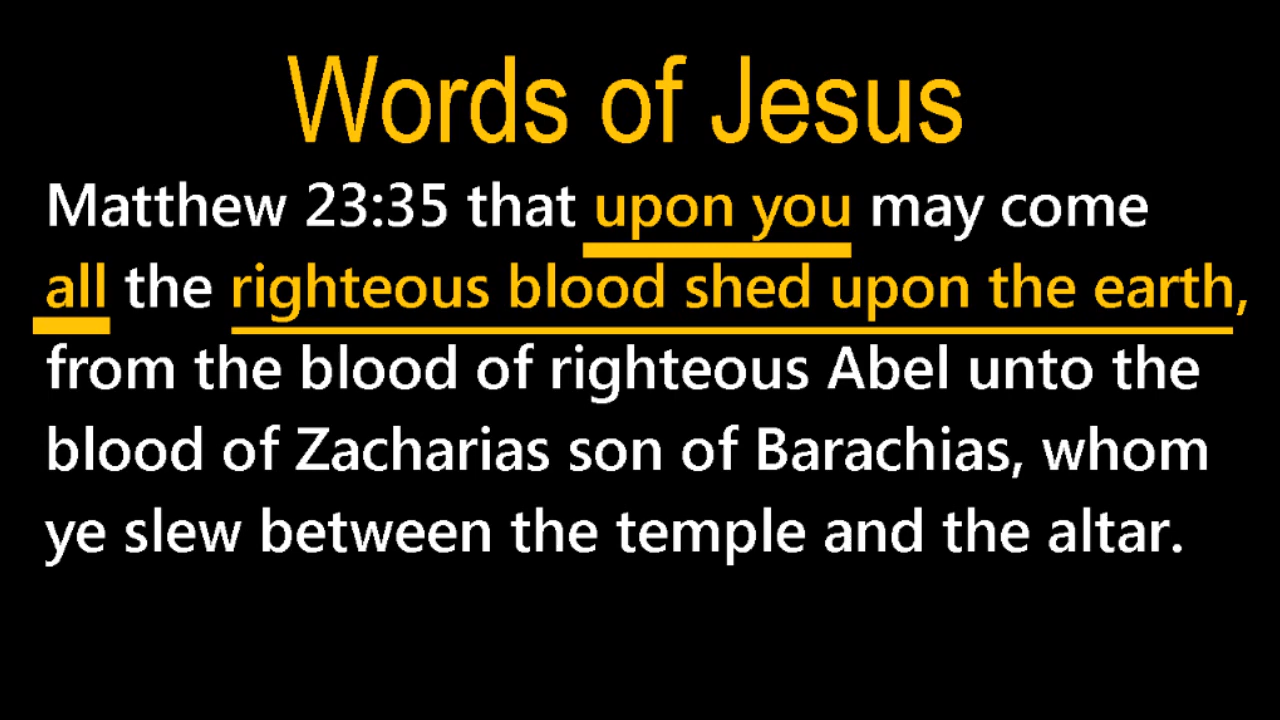 Words of Jesus
Matthew 23:35 that upon you may come
all the righteous blood shed upon the earth,
from the blood of righteous Abel unto the
blood of Zacharias son of Barachias, whom
ye slew between the temple and the altar.